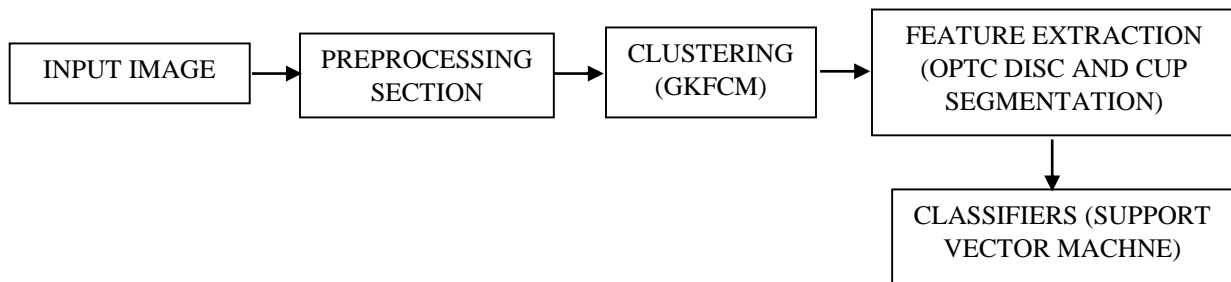 INPUT IMAGE
PREPROCESSING
SECTION
CLUSTERING
(GKFCM)
FEATURE EXTRACTION
(OPTC DISC AND CUP
SEGMENTATION)
CLASSIFIERS (SUPPORT
VECTOR MACHNE)